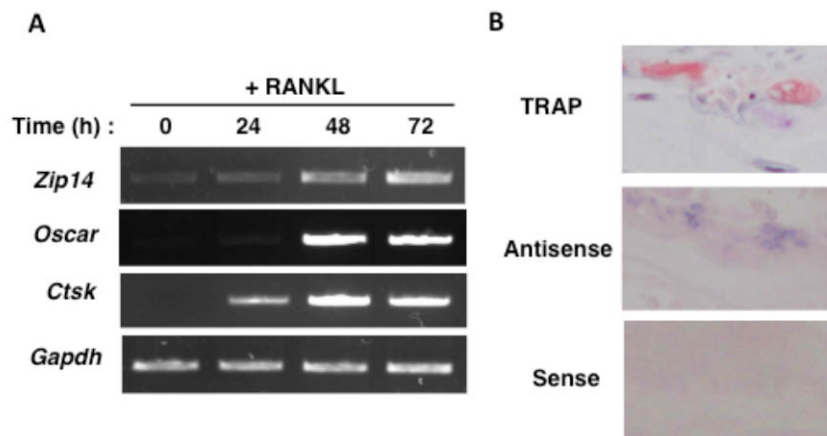 A
+ RANKL
Time (h) : 0 24 48 72
Zip14
Oscar
Ctsk
Gapdh
B
TRAP
Antisense
Sense